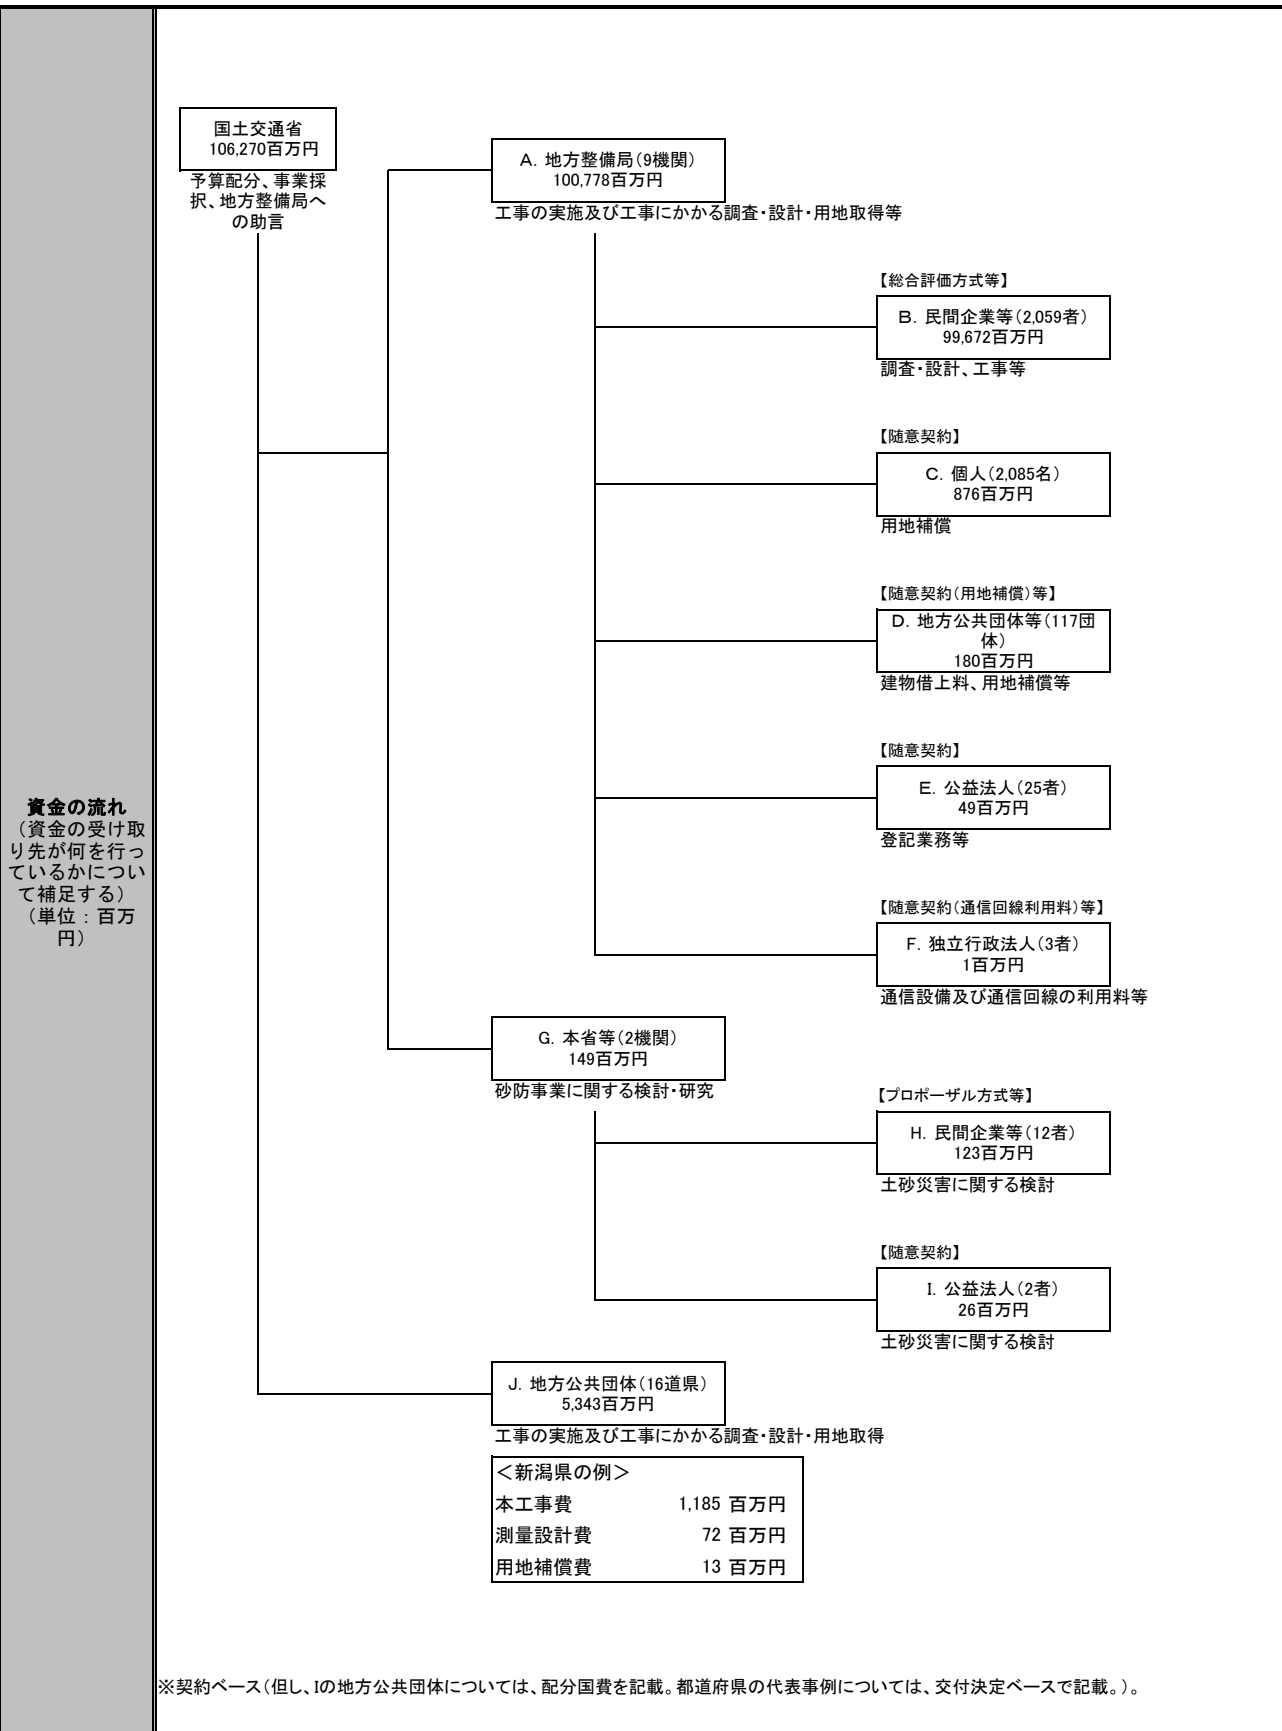 資金の流れ
（資金の受け取
り先が何を行っ
ているかについ
て補足する）
（単位：百万
円）
国土交通省
106,270百万円
予算配分、事業採
択、地方整備局へ
の助言
A. 地方整備局（9機関）
100,778百万円
工事の実施及び工事にかかる調査・設計・用地取得等
【総合評価方式等】
B. 民間企業等（2,059者）
99,672百万円
調査・設計、工事等
【随意契約】
C. 個人（2,085名）
876百万円
用地補償
【随意契約（用地補償）等】
D. 地方公共団体等（117団
体）
180百万円
建物借上料、用地補償等
【随意契約】
E. 公益法人（25者）
49百万円
登記業務等
【随意契約（通信回線利用料）等】
F. 独立行政法人（3者）
1百万円
通信設備及び通信回線の利用料等
G. 本省等（2機関）
149百万円
砂防事業に関する検討・研究
【プロポーザル方式等】
H. 民間企業等（12者）
123百万円
土砂災害に関する検討
【随意契約】
I. 公益法人（2者）
26百万円
土砂災害に関する検討
J. 地方公共団体（16道県）
5,343百万円
工事の実施及び工事にかかる調査・設計・用地取得
＜新潟県の例＞
本工事費 1,185 百万円
測量設計費 72 百万円
用地補償費 13 百万円
※契約ベース（但し、Iの地方公共団体については、配分国費を記載。都道府県の代表事例については、交付決定ベースで記載。）。